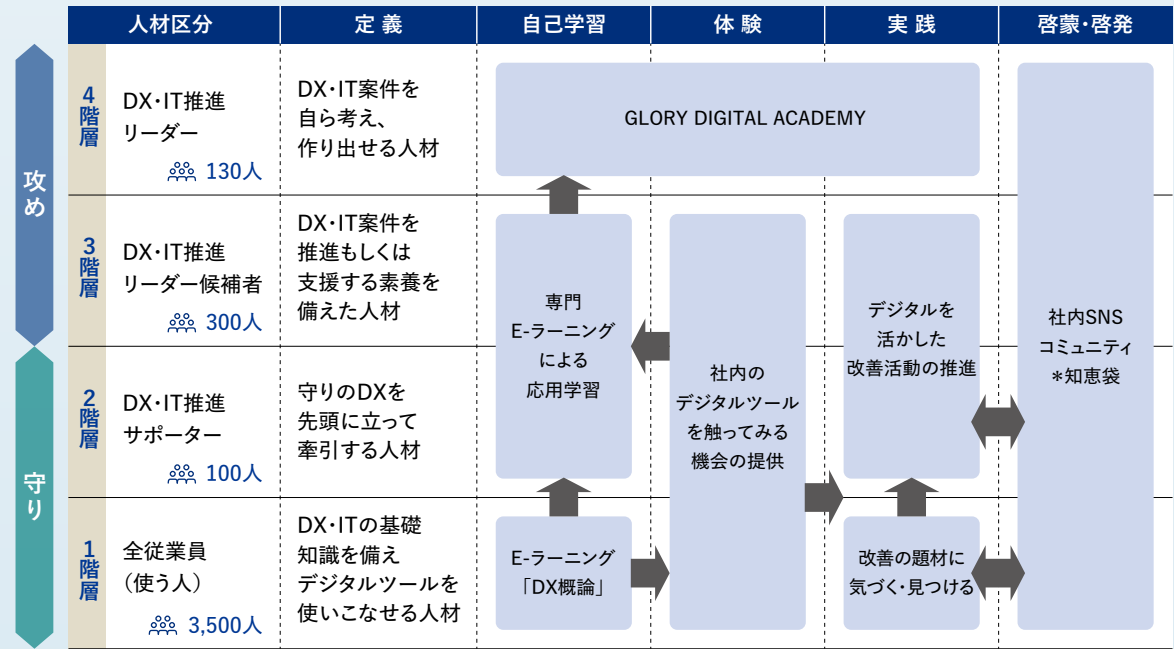 人材区分
定義
自己学習
体験
実践
啓蒙・啓発
攻め
守り
4階層
DX・IT推進
リーダー
130人
DX・IT案件を
自ら考え、
作り出せる人材
GLORY DIGITAL ACADEMY
3階層
DX・IT推進
リーダー候補者
300人
DX・IT案件を
推進もしくは
支援する素養を
備えた人材
専門
E-ラーニング
による
応用学習
デジタルを
活かした
改善活動の推進
社内SNS
コミュニティ
*知恵袋
2階層
DX・IT推進
サポーター
100人
守りのDXを
先頭に立って
牽引する人材
社内の
デジタルツール
を触ってみる
機会の提供
1階層
全従業員
（使う人）
3,500人
DX・ITの基礎
知識を備え
デジタルツールを
使いこなせる人材
E-ラーニング
「DX概論」
改善の題材に
気づく・見つける